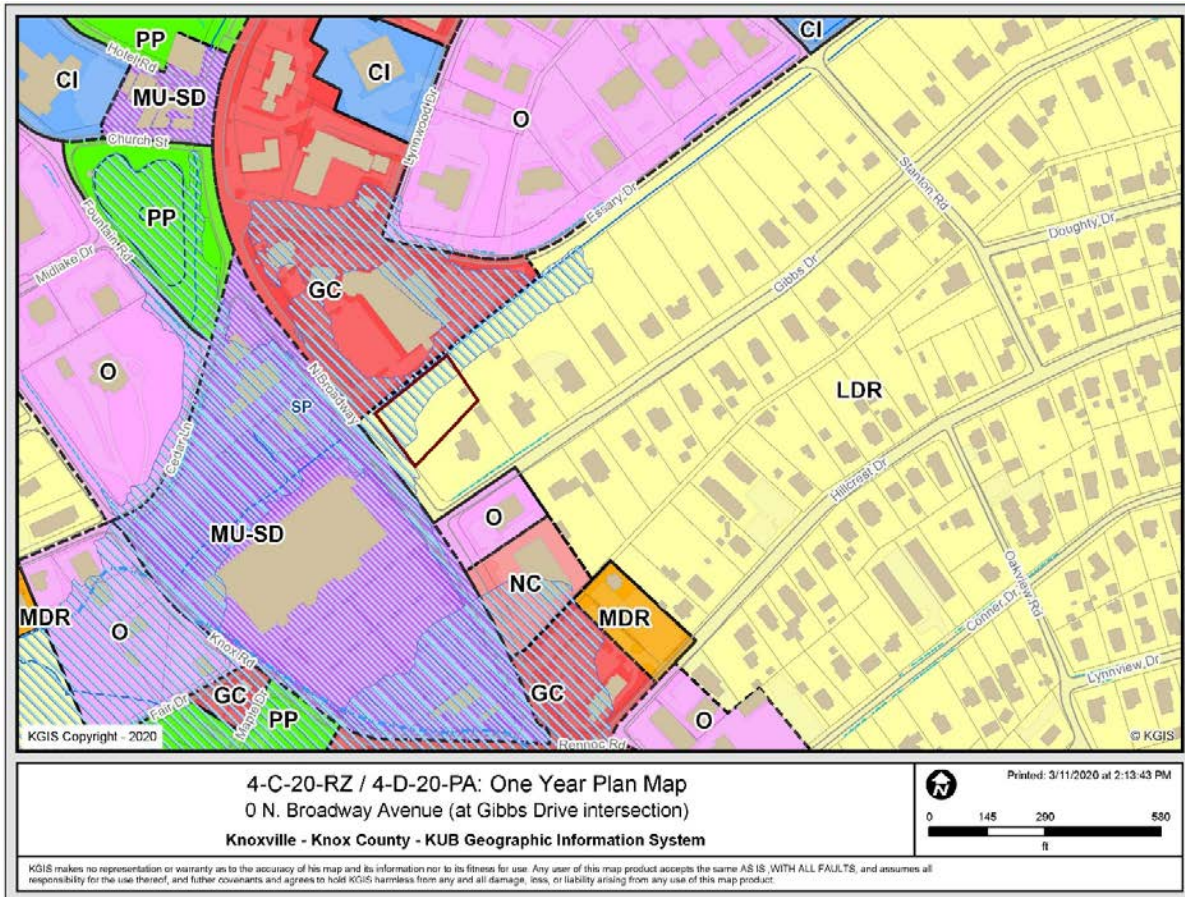 PP
Hotel Rd
CI
MU-SD
Church St
CI
Lynnwood Dr
O
CI
Essary Dr
Stanton Rd
Doughty Dr
PP
Fountain Rd
Midlake Dr
GC
Gibbs Dr
O
N Broadway
SP
LDR
Cedar Ln
Hillcrest Dr
MU-SD
O
NC
Oakview Rd
Conner Dr
MDR
MDR
O
Knox Rd
Lynnview Dr
GC
Fair Dr
Maple Dr
GC
PP
O
Rennoc Rd
KGIS Copyright - 2020
© KGIS
4-C-20-RZ / 4-D-20-PA: One Year Plan Map
0 N. Broadway Avenue (at Gibbs Drive intersection)
Knoxville - Knox County - KUB Geographic Information System
N
Printed: 3/11/2020 at 2:13:43 PM
0 145 290 580
ft
KGIS makes no representation or warranty as to the accuracy of his map and its information nor to its fitness for use. Any user of this map product accepts the same AS IS ,WITH ALL FAULTS, and assumes all
responsibility for the use thereof, and futher covenants and agrees to hold KGIS harmless from any and all damage, loss, or liability arising from any use of this map product.